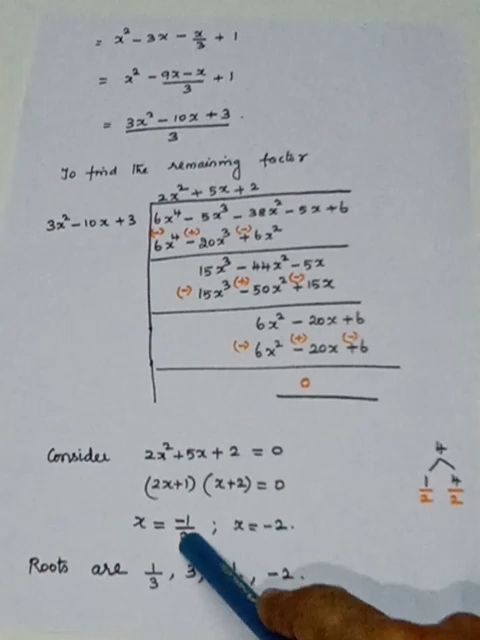 = x² - 3x - x/3 + 1
= x² - 9x - x/3 + 1
= 3x² - 10x + 3/3.
To find the remaining factor
2x² + 5x + 2
3x² - 10x + 3 | 6x⁴ - 5x³ - 38x² - 5x + 6
(-) (+) (-)
6x⁴ - 20x³ + 6x²
15x³ - 44x² - 5x
(-) 15x³ (+) - 50x² (-) + 15x
6x² - 20x + 6
(-) 6x² (+) - 20x (-) + 6
0
Consider 2x² + 5x + 2 = 0
(2x+1) (x+2) = 0
x = -1/ ; x = -2.
Roots are 1/3, 3, , -2.
4
1/2 4/2